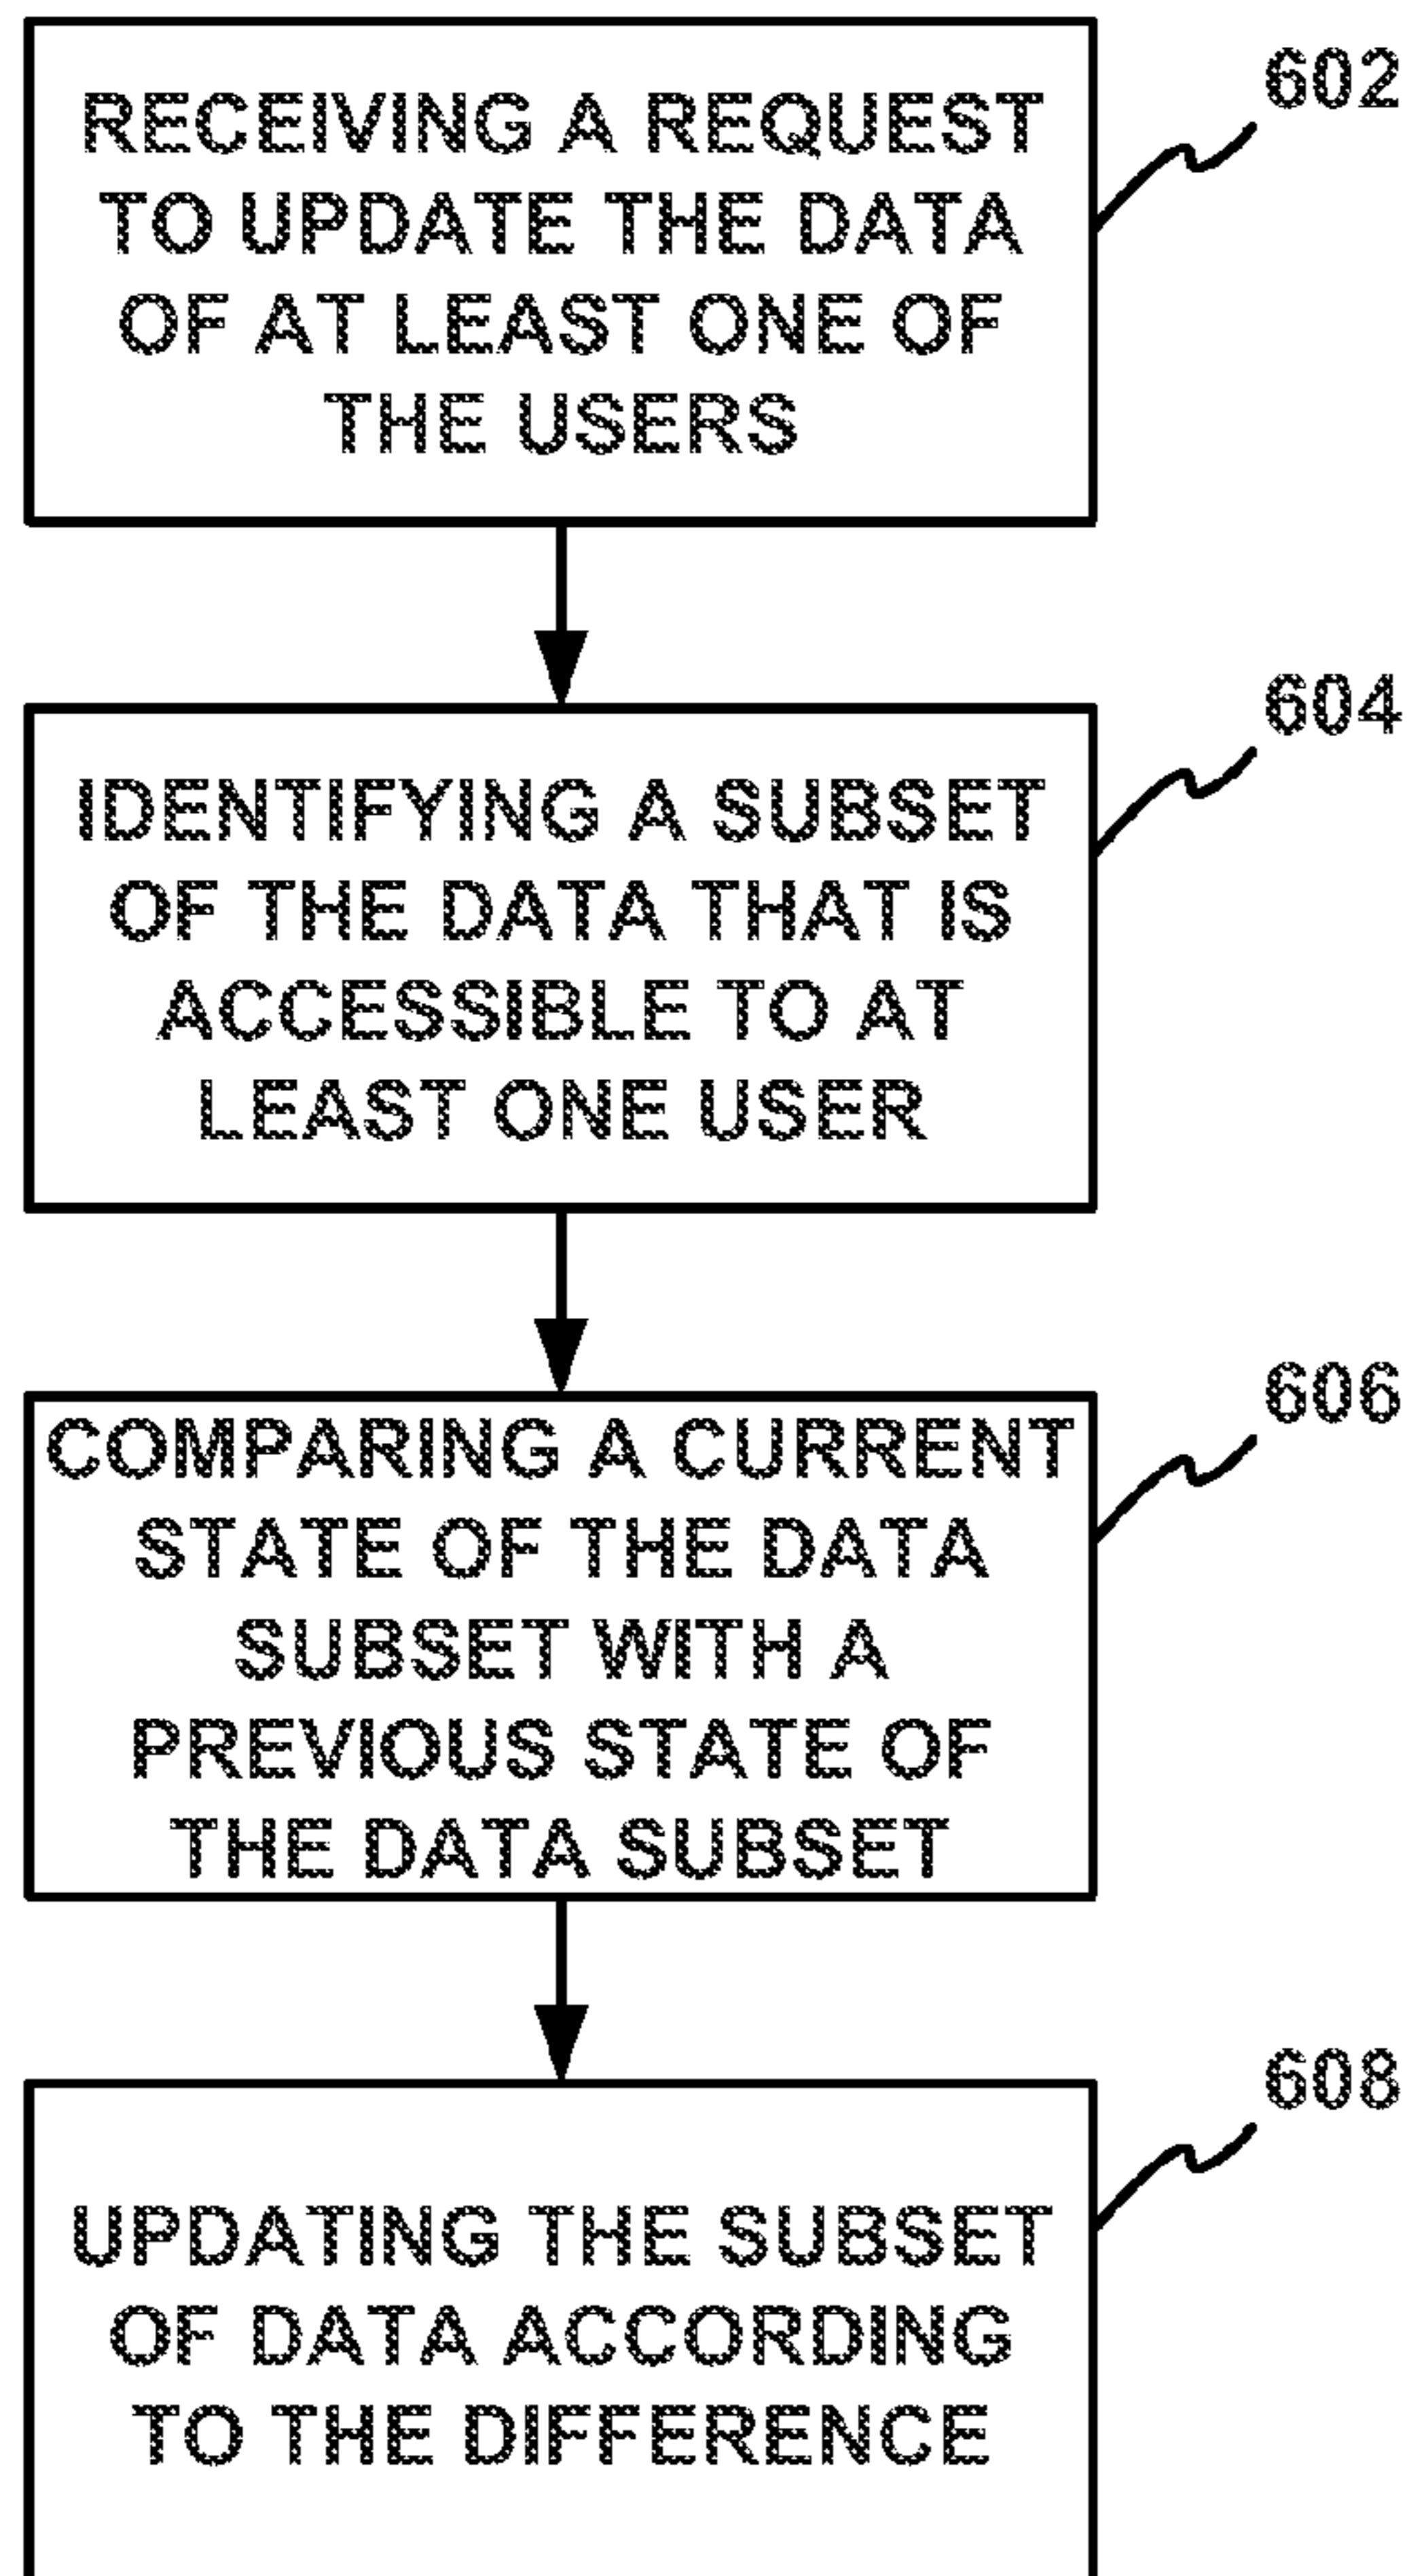 RECEIVING A REQUEST
TO UPDATE THE DATA
OF AT LEAST ONE OF
THE USERS
602
IDENTIFYING A SUBSET
OF THE DATA THAT IS
ACCESSIBLE TO AT
LEAST ONE USER
604
COMPARING A CURRENT
STATE OF THE DATA
SUBSET WITH A
PREVIOUS STATE OF
THE DATA SUBSET
606
UPDATING THE SUBSET
OF DATA ACCORDING
TO THE DIFFERENCE
608